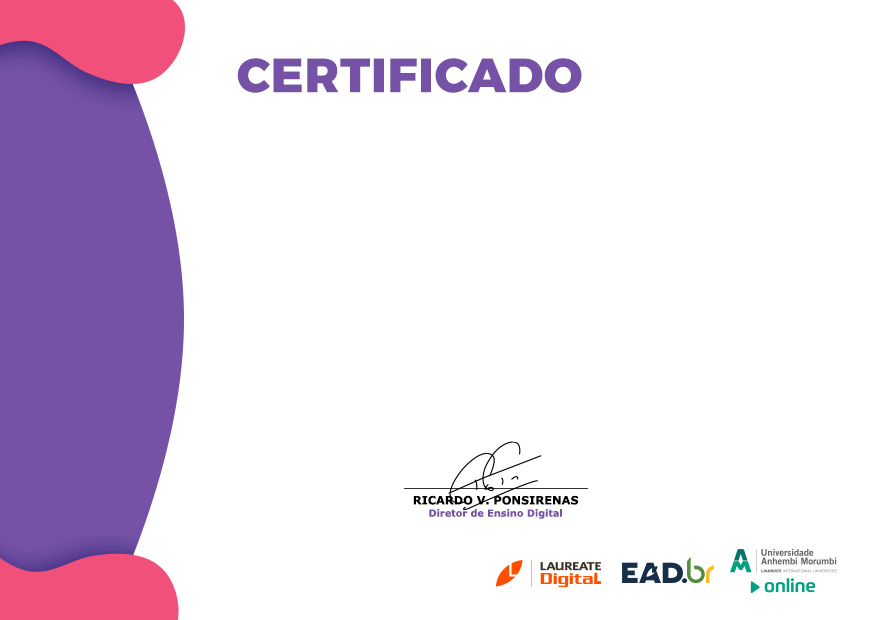 CERTIFICADO
RICARDO V. PONSIRENAS
Diretor de Ensino Digital
LAUREATE
Digital
EAD.br
Universidade
Anhembi Morumbi
LAUREATE INTERNATIONAL UNIVERSITIES
online